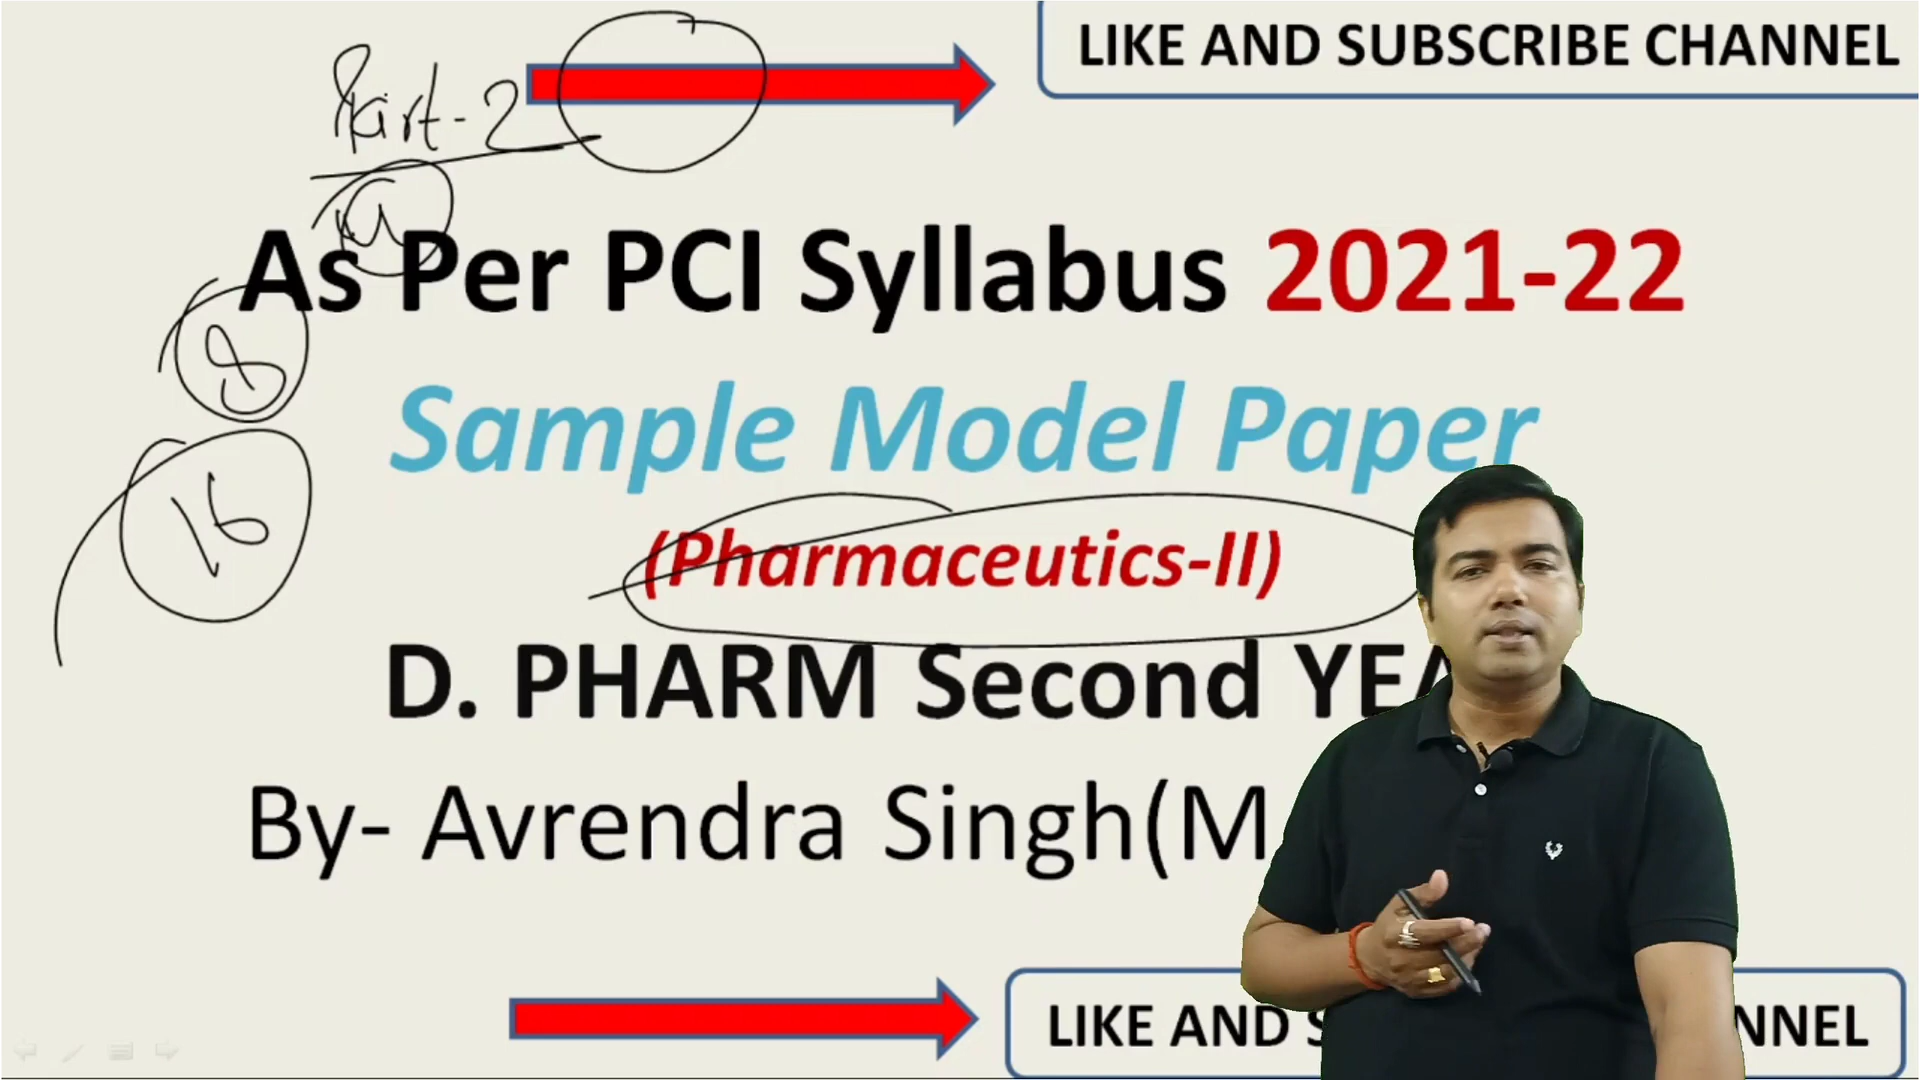 LIKE AND SUBSCRIBE CHANNEL
Part-2
As Per PCI Syllabus 2021-22
8
Sample Model Paper
16
(Pharmaceutics-II)
D. PHARM Second YEA
By- Avrendra Singh(M
LIKE AND S NNEL